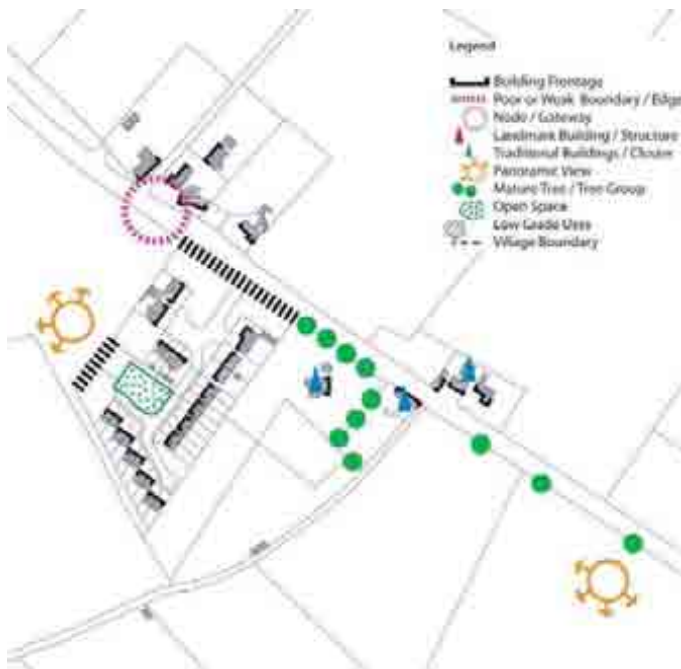 Legend
Building Frontage
Poor or Weak Boundary / Edge
Node / Gateway
Landmark Building / Structure
Traditional Buildings / Cluster
Panoramic View
Mature Tree / Tree Group
Open Space
Low Grade Uses
Village Boundary